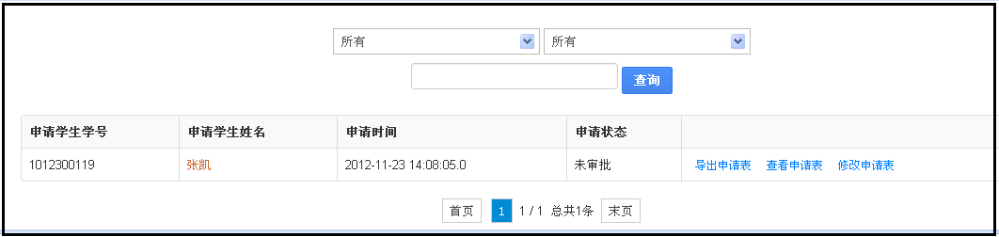 所有 所有
查询
申请学生学号 申请学生姓名 申请时间 申请状态
1012300119 张凯 2012-11-23 14:08:05.0 未审批 导出申请表 查看申请表 修改申请表
首页 1 1 / 1 总共1条 末页